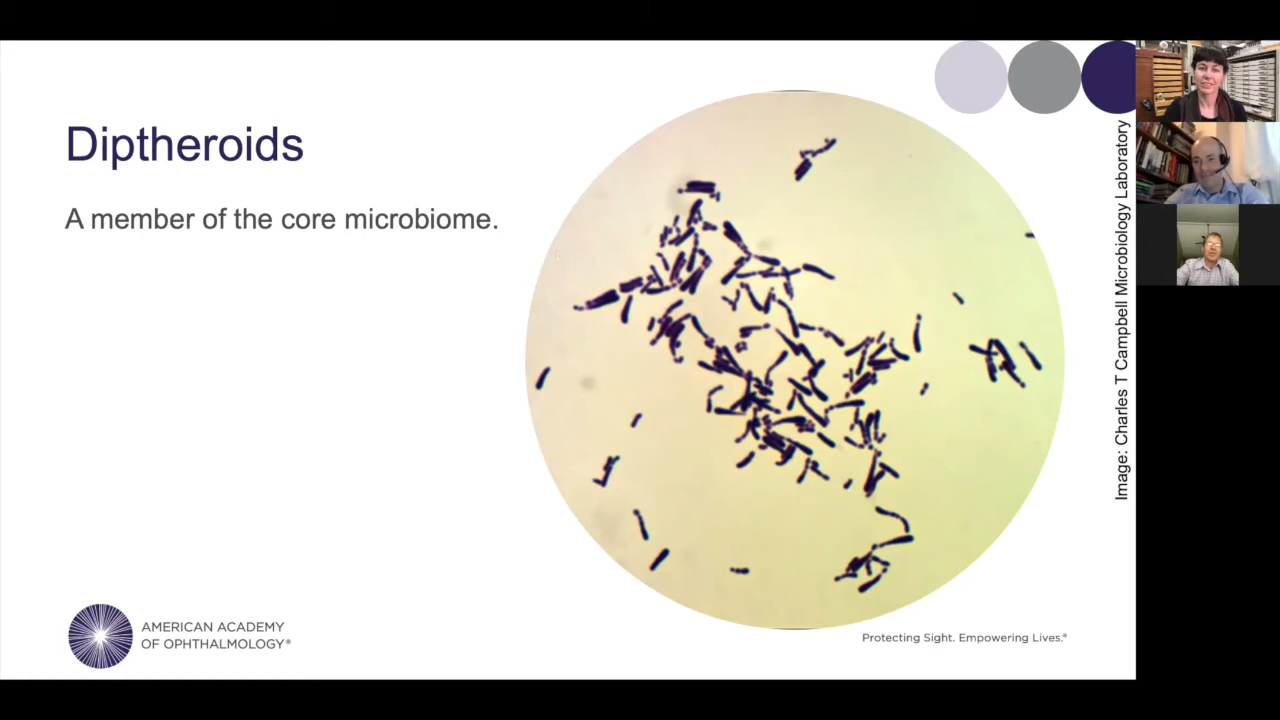 Diptheroids
A member of the core microbiome.
Image: Charles T Campbell Microbiology Laboratory
AMERICAN ACADEMY
OF OPHTHALMOLOGY®
Protecting Sight. Empowering Lives.®